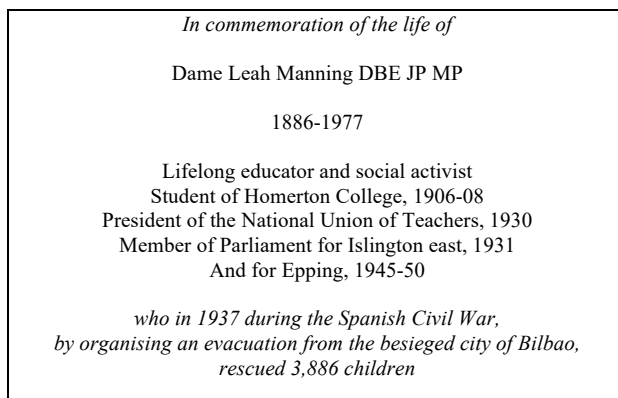 In commemoration of the life of
Dame Leah Manning DBE JP MP
1886-1977
Lifelong educator and social activist
Student of Homerton College, 1906-08
President of the National Union of Teachers, 1930
Member of Parliament for Islington east, 1931
And for Epping, 1945-50
who in 1937 during the Spanish Civil War,
by organising an evacuation from the besieged city of Bilbao,
rescued 3,886 children